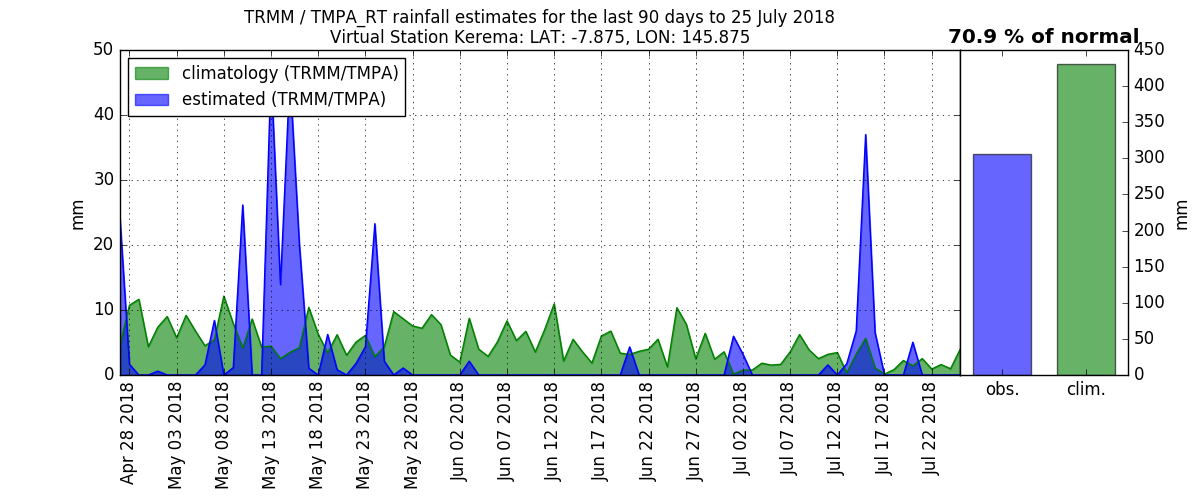 TRMM / TMPA_RT rainfall estimates for the last 90 days to 25 July 2018
Virtual Station Kerema: LAT: -7.875, LON: 145.875
70.9 % of normal
climatology (TRMM/TMPA)
estimated (TRMM/TMPA)
50
40
30
20
10
0
mm
Apr 28 2018
May 03 2018
May 08 2018
May 13 2018
May 18 2018
May 23 2018
May 28 2018
Jun 02 2018
Jun 07 2018
Jun 12 2018
Jun 17 2018
Jun 22 2018
Jun 27 2018
Jul 02 2018
Jul 07 2018
Jul 12 2018
Jul 17 2018
Jul 22 2018
obs.
clim.
450
400
350
300
250
200
150
100
50
0
mm